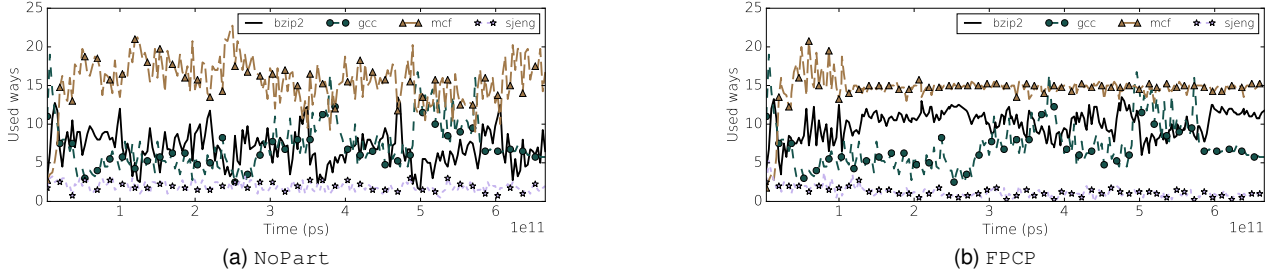 bzip2 gcc mcf sjeng
25
20
15
10
5
0
Used ways
1 2 3 4 5 6
Time (ps)
1e11
(a) NoPart
bzip2 gcc mcf sjeng
25
20
15
10
5
0
Used ways
1 2 3 4 5 6
Time (ps)
1e11
(b) FPCP